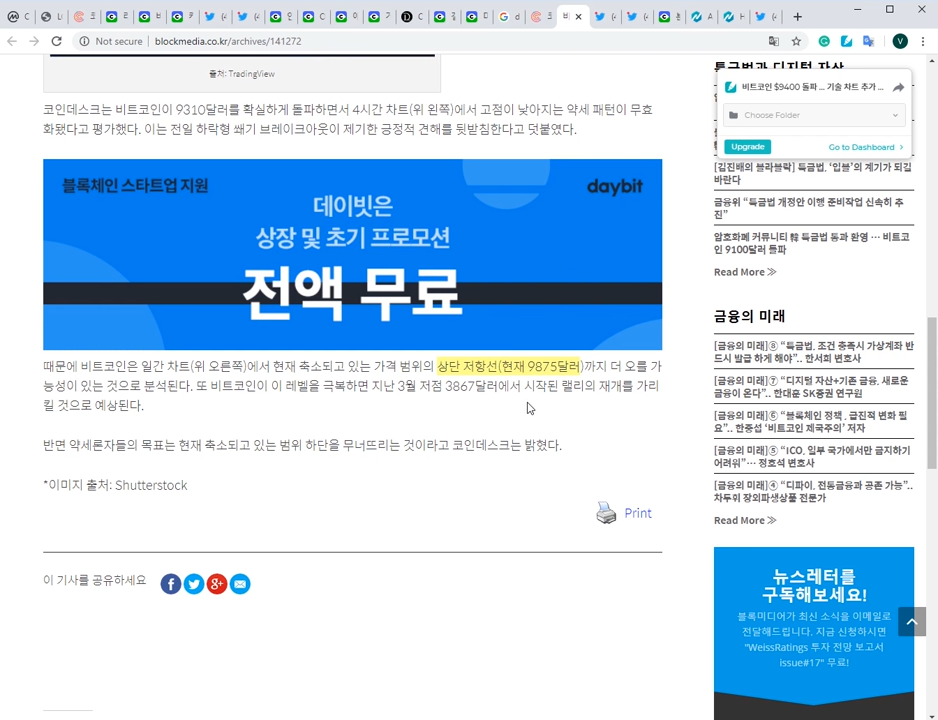 Not secure
blockmedia.co.kr/archives/141272
출처: TradingView
코인데스크는 비트코인이 9310달러를 확실하게 돌파하면서 4시간 차트(위 왼쪽)에서 고점이 낮아지는 약세 패턴이 무효
화됐다고 평가했다. 이는 전일 하락형 쐐기 브레이크아웃이 제기한 긍정적 견해를 뒷받침한다고 덧붙였다.
블록체인 스타트업 지원
daybit
데이빗은
상장 및 초기 프로모션
전액 무료
때문에 비트코인은 일간 차트(위 오른쪽)에서 현재 축소되고 있는 가격 범위의 상단 저항선(현재 9875달러)까지 더 오를 가
능성이 있는 것으로 분석된다. 또 비트코인이 이 레벨을 극복하면 지난 3월 저점 3867달러에서 시작된 랠리의 재개를 가리
킬 것으로 예상된다.
반면 약세론자들의 목표는 현재 축소되고 있는 범위 하단을 무너뜨리는 것이라고 코인데스크는 밝혔다.
*이미지 출처: Shutterstock
Print
이 기사를 공유하세요
특금법과 디지털 자산
비트코인 $9400 돌파 ... 기술 차트 추가 ...
Choose Folder
Upgrade
Go to Dashboard
[김진배의 블라블락] 특금법, ‘입블’의 계기가 되길
바란다
금융위 “특금법 개정안 이행 준비작업 신속히 추
진”
암호화폐 커뮤니티 韓 특금법 통과 환영 … 비트코
인 9100달러 돌파
Read More ≫
금융의 미래
[금융의 미래]⑧ “특금법, 조건 충족시 가상계좌 반
드시 발급 하게 해야”.. 한서희 변호사
[금융의 미래]⑦ “디지털 자산+기존 금융, 새로운
금융이 온다”.. 한대훈 SK증권 연구원
[금융의 미래]⑥ “블록체인 정책, 급진적 변화 필
요”.. 한중섭 ‘비트코인 제국주의’ 저자
[금융의 미래]⑤ “ICO, 일부 국가에서만 금지하기
어려워”… 정호석 변호사
[금융의 미래]④ “디파이, 전통금융과 공존 가능”..
차두휘 장외파생상품 전문가
Read More ≫
뉴스레터를
구독해보세요!
블록미디어가 최신 소식을 이메일로
전달해드립니다. 지금 신청하시면
"WeissRatings 투자 전망 보고서
issue#17" 무료!